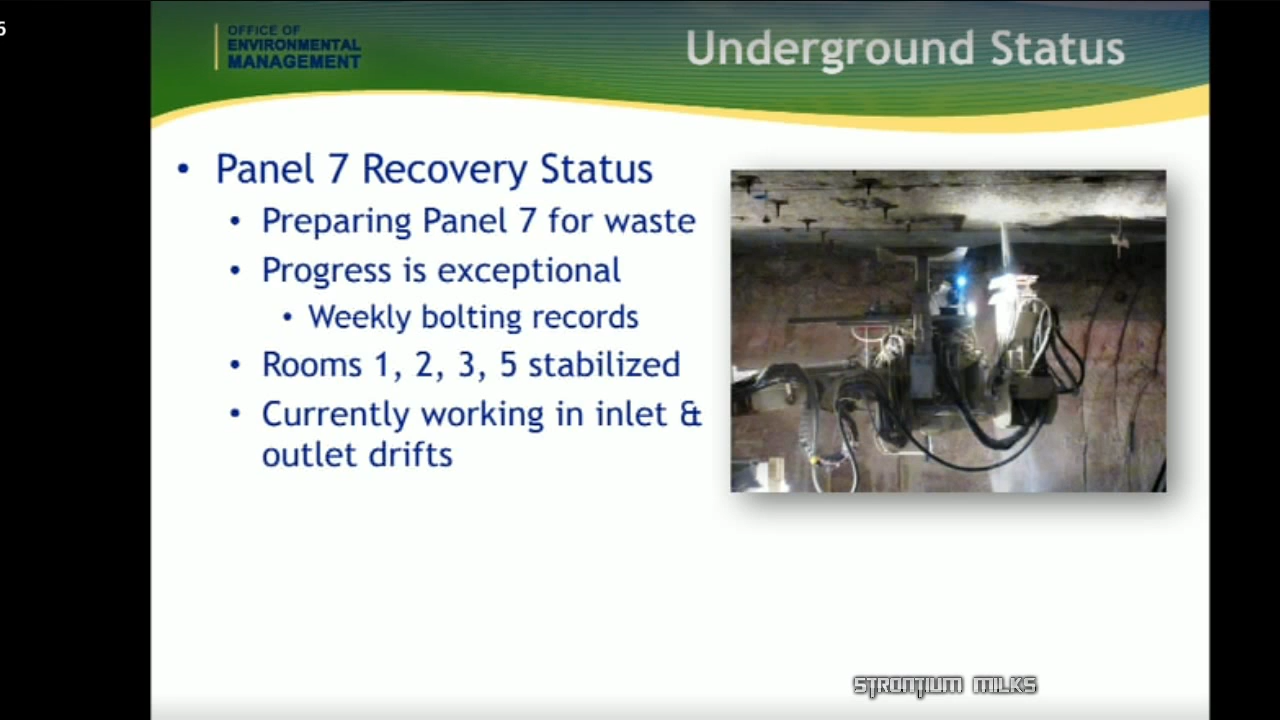 5
OFFICE OF
ENVIRONMENTAL
MANAGEMENT
Underground Status
• Panel 7 Recovery Status
• Preparing Panel 7 for waste
• Progress is exceptional
• Weekly bolting records
• Rooms 1, 2, 3, 5 stabilized
• Currently working in inlet &
outlet drifts
STRONTIUM MILKS